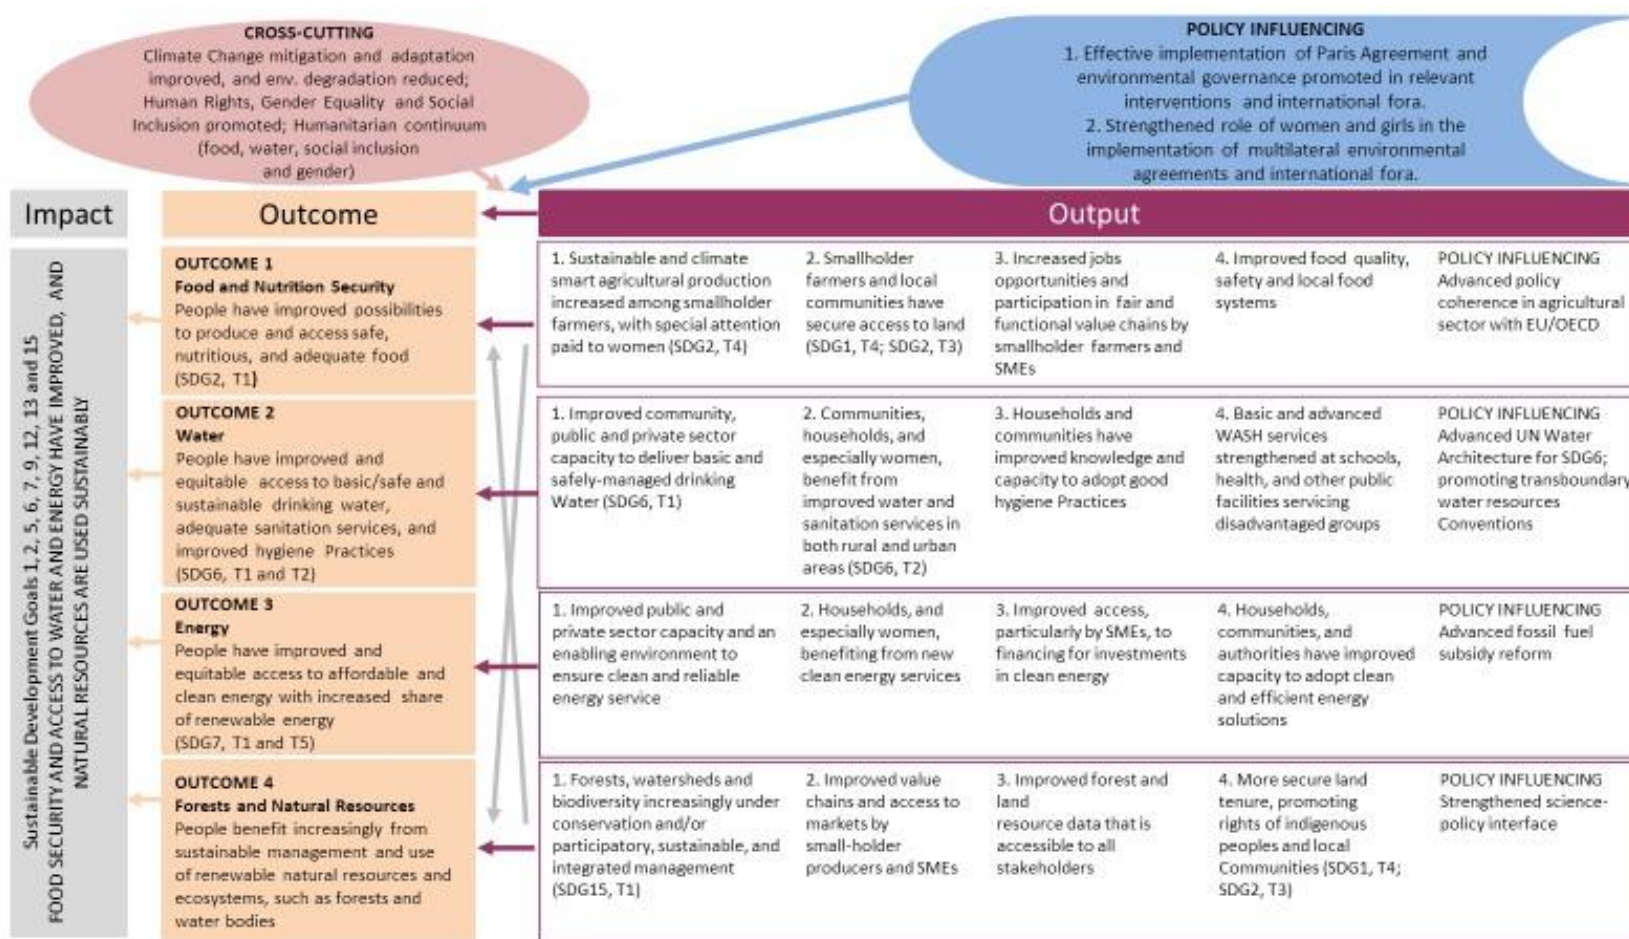 CROSS-CUTTING
Climate Change mitigation and adaptation
improved, and env. degradation reduced;
Human Rights, Gender Equality and Social
Inclusion promoted; Humanitarian continuum
(food, water, social inclusion
and gender)
POLICY INFLUENCING
1. Effective implementation of Paris Agreement and
environmental governance promoted in relevant
interventions and international fora.
2. Strengthened role of women and girls in the
implementation of multilateral environmental
agreements and international fora.
Impact
Outcome
Output
Sustainable Development Goals 1, 2, 5, 6, 7, 9, 12, 13 and 15
FOOD SECURITY AND ACCESS TO WATER AND ENERGY HAVE IMPROVED, AND
NATURAL RESOURCES ARE USED SUSTAINABLY
OUTCOME 1
Food and Nutrition Security
People have improved possibilities
to produce and access safe,
nutritious, and adequate food
(SDG2, T1)
1. Sustainable and climate
smart agricultural production
increased among smallholder
farmers, with special attention
paid to women (SDG2, T4)
2. Smallholder
farmers and local
communities have
secure access to land
(SDG1, T4; SDG2, T3)
3. Increased jobs
opportunities and
participation in fair and
functional value chains by
smallholder farmers and
SMEs
4. Improved food quality,
safety and local food
systems
POLICY INFLUENCING
Advanced policy
coherence in agricultural
sector with EU/OECD
OUTCOME 2
Water
People have improved and
equitable access to basic/safe and
sustainable drinking water,
adequate sanitation services, and
improved hygiene Practices
(SDG6, T1 and T2)
1. Improved community,
public and private sector
capacity to deliver basic and
safely-managed drinking
Water (SDG6, T1)
2. Communities,
households, and
especially women,
benefit from
improved water and
sanitation services in
both rural and urban
areas (SDG6, T2)
3. Households and
communities have
improved knowledge and
capacity to adopt good
hygiene Practices
4. Basic and advanced
WASH services
strengthened at schools,
health, and other public
facilities servicing
disadvantaged groups
POLICY INFLUENCING
Advanced UN Water
Architecture for SDG6;
promoting transboundary
water resources
Conventions
OUTCOME 3
Energy
People have improved and
equitable access to affordable and
clean energy with increased share
of renewable energy
(SDG7, T1 and T5)
1. Improved public and
private sector capacity and an
enabling environment to
ensure clean and reliable
energy service
2. Households, and
especially women,
benefiting from new
clean energy services
3. Improved access,
particularly by SMEs, to
financing for investments
in clean energy
4. Households,
communities, and
authorities have improved
capacity to adopt clean
and efficient energy
solutions
POLICY INFLUENCING
Advanced fossil fuel
subsidy reform
OUTCOME 4
Forests and Natural Resources
People benefit increasingly from
sustainable management and use
of renewable natural resources and
ecosystems, such as forests and
water bodies
1. Forests, watersheds and
biodiversity increasingly under
conservation and/or
participatory, sustainable, and
integrated management
(SDG15, T1)
2. Improved value
chains and access to
markets by
small-holder
producers and SMEs
3. Improved forest and
land
resource data that is
accessible to all
stakeholders
4. More secure land
tenure, promoting
rights of indigenous
peoples and local
Communities (SDG1, T4;
SDG2, T3)
POLICY INFLUENCING
Strengthened science-
policy interface